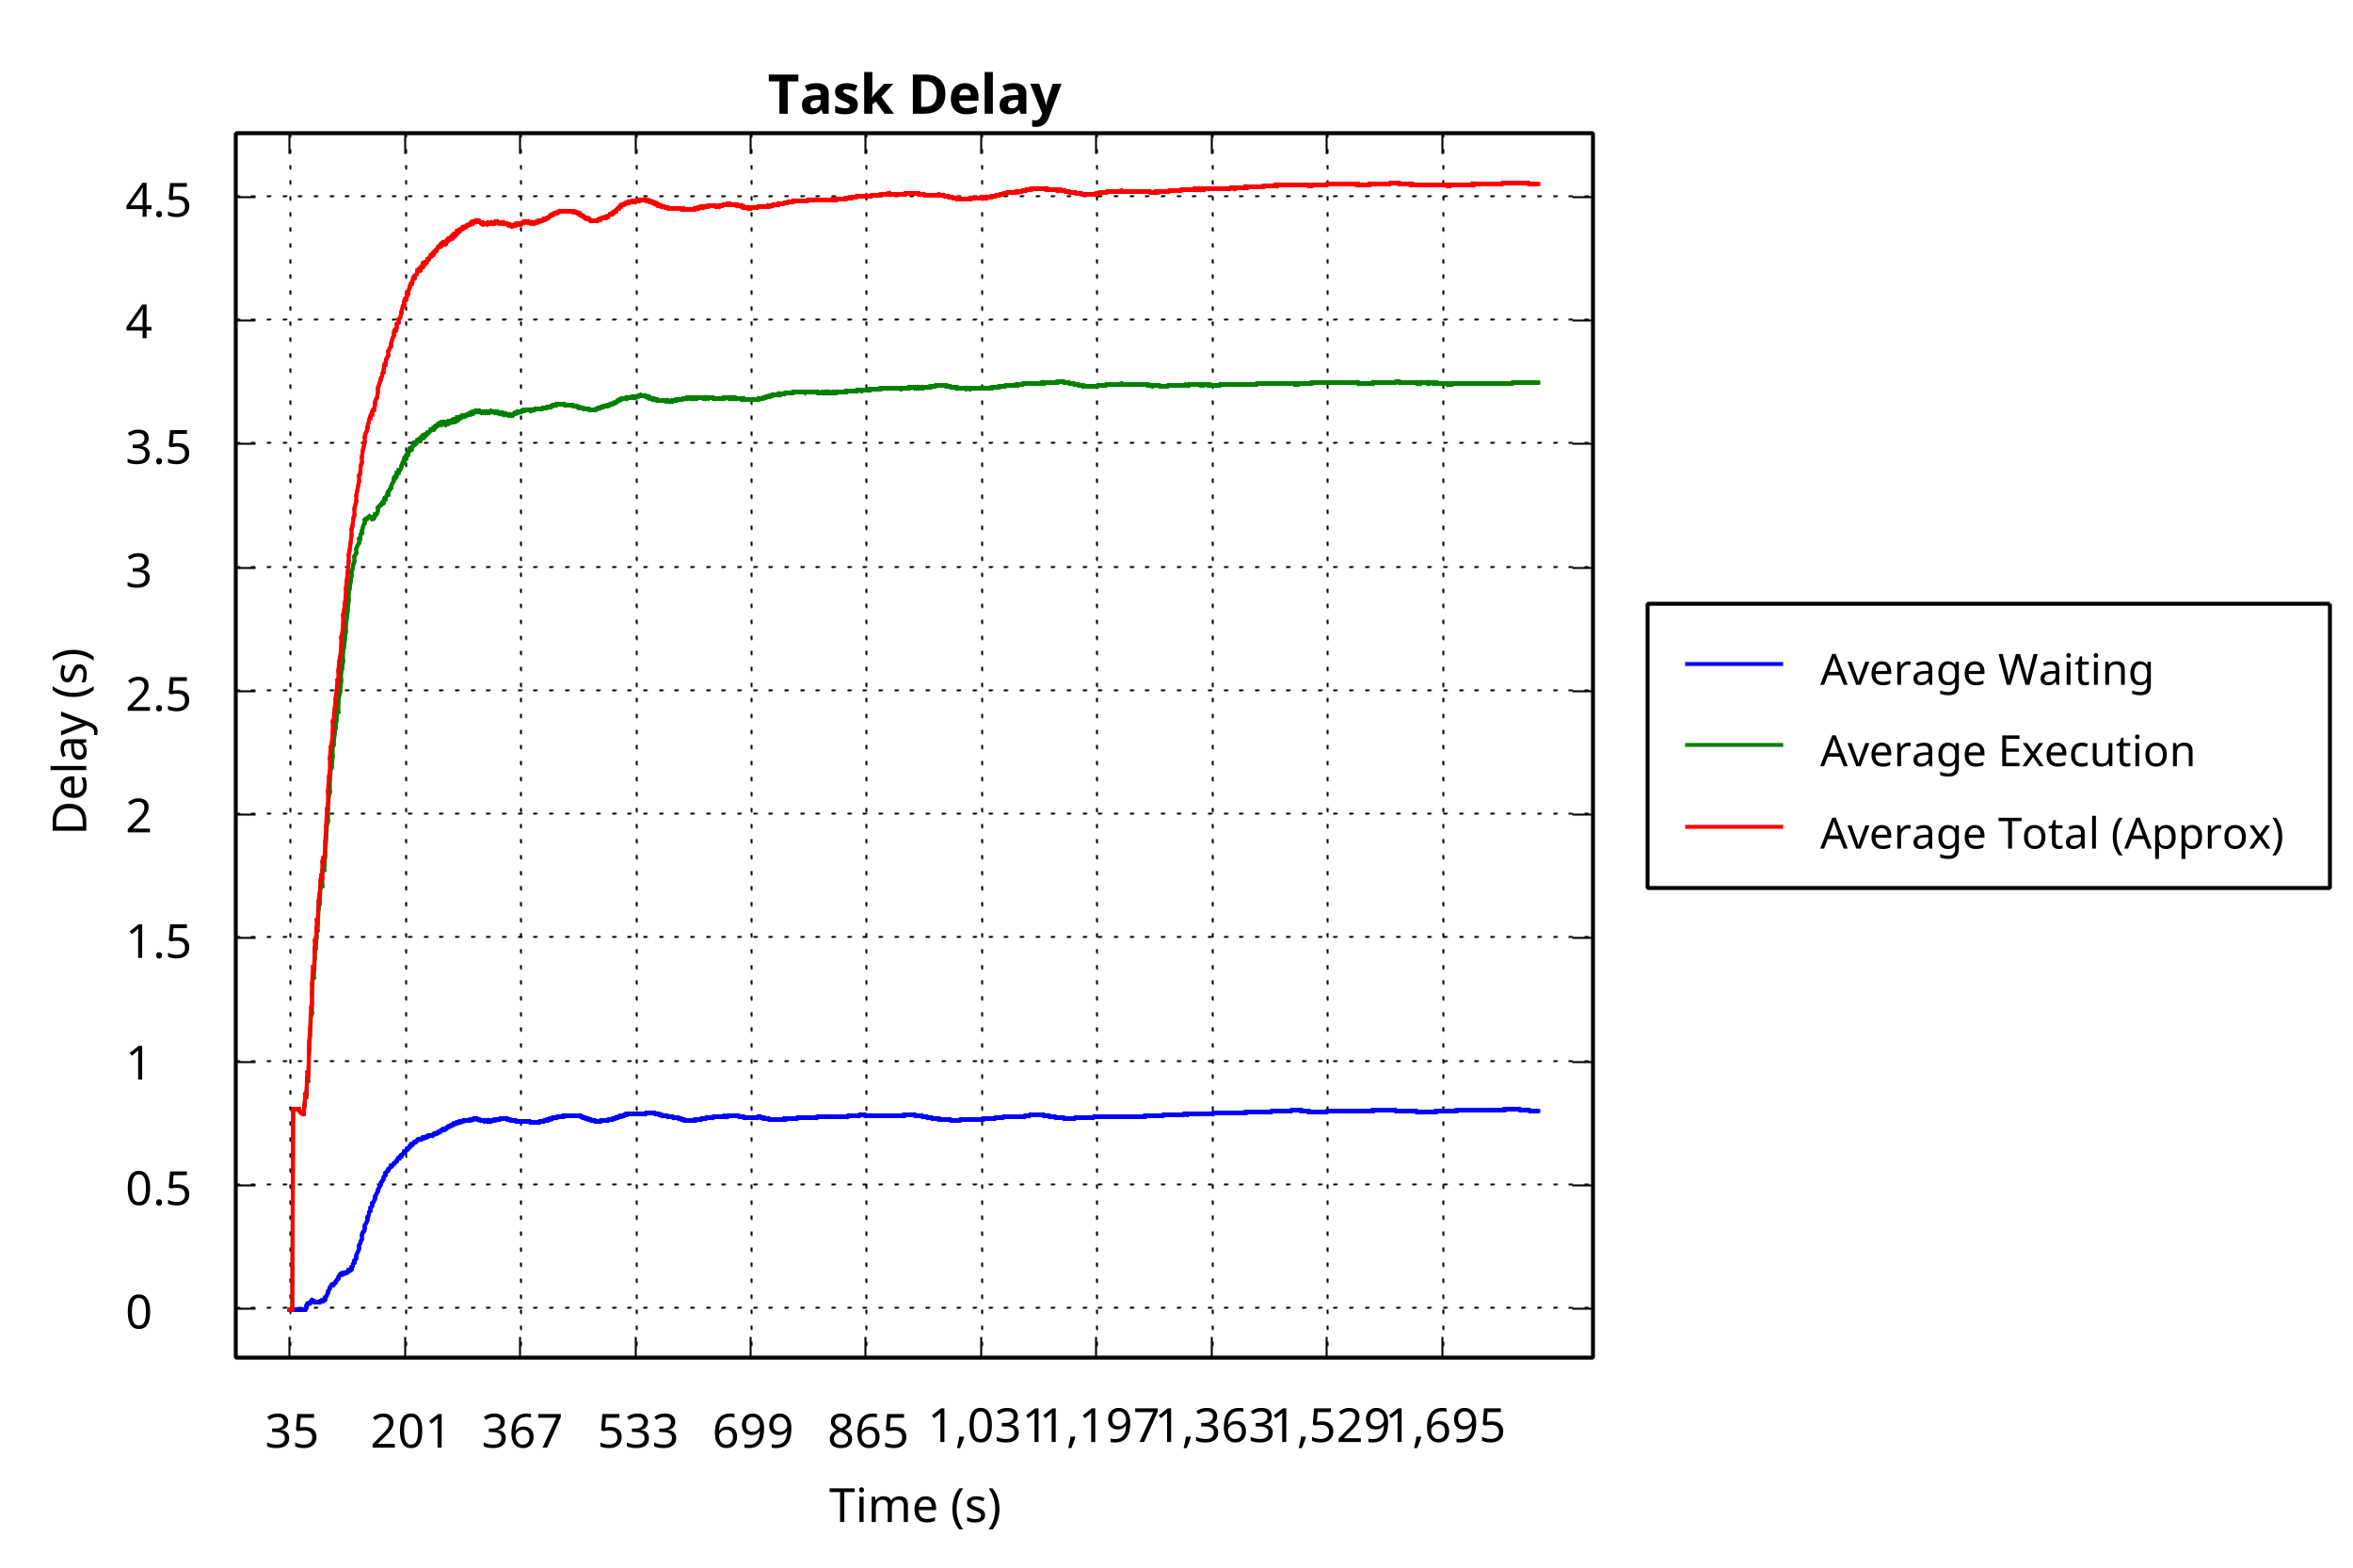 Task Delay
4.5
4
3.5
3
2.5
2
1.5
1
0.5
0
Delay (s)
35 201 367 533 699 865 1,031 1,197 1,363 1,529 1,695
Time (s)
Average Waiting
Average Execution
Average Total (Approx)